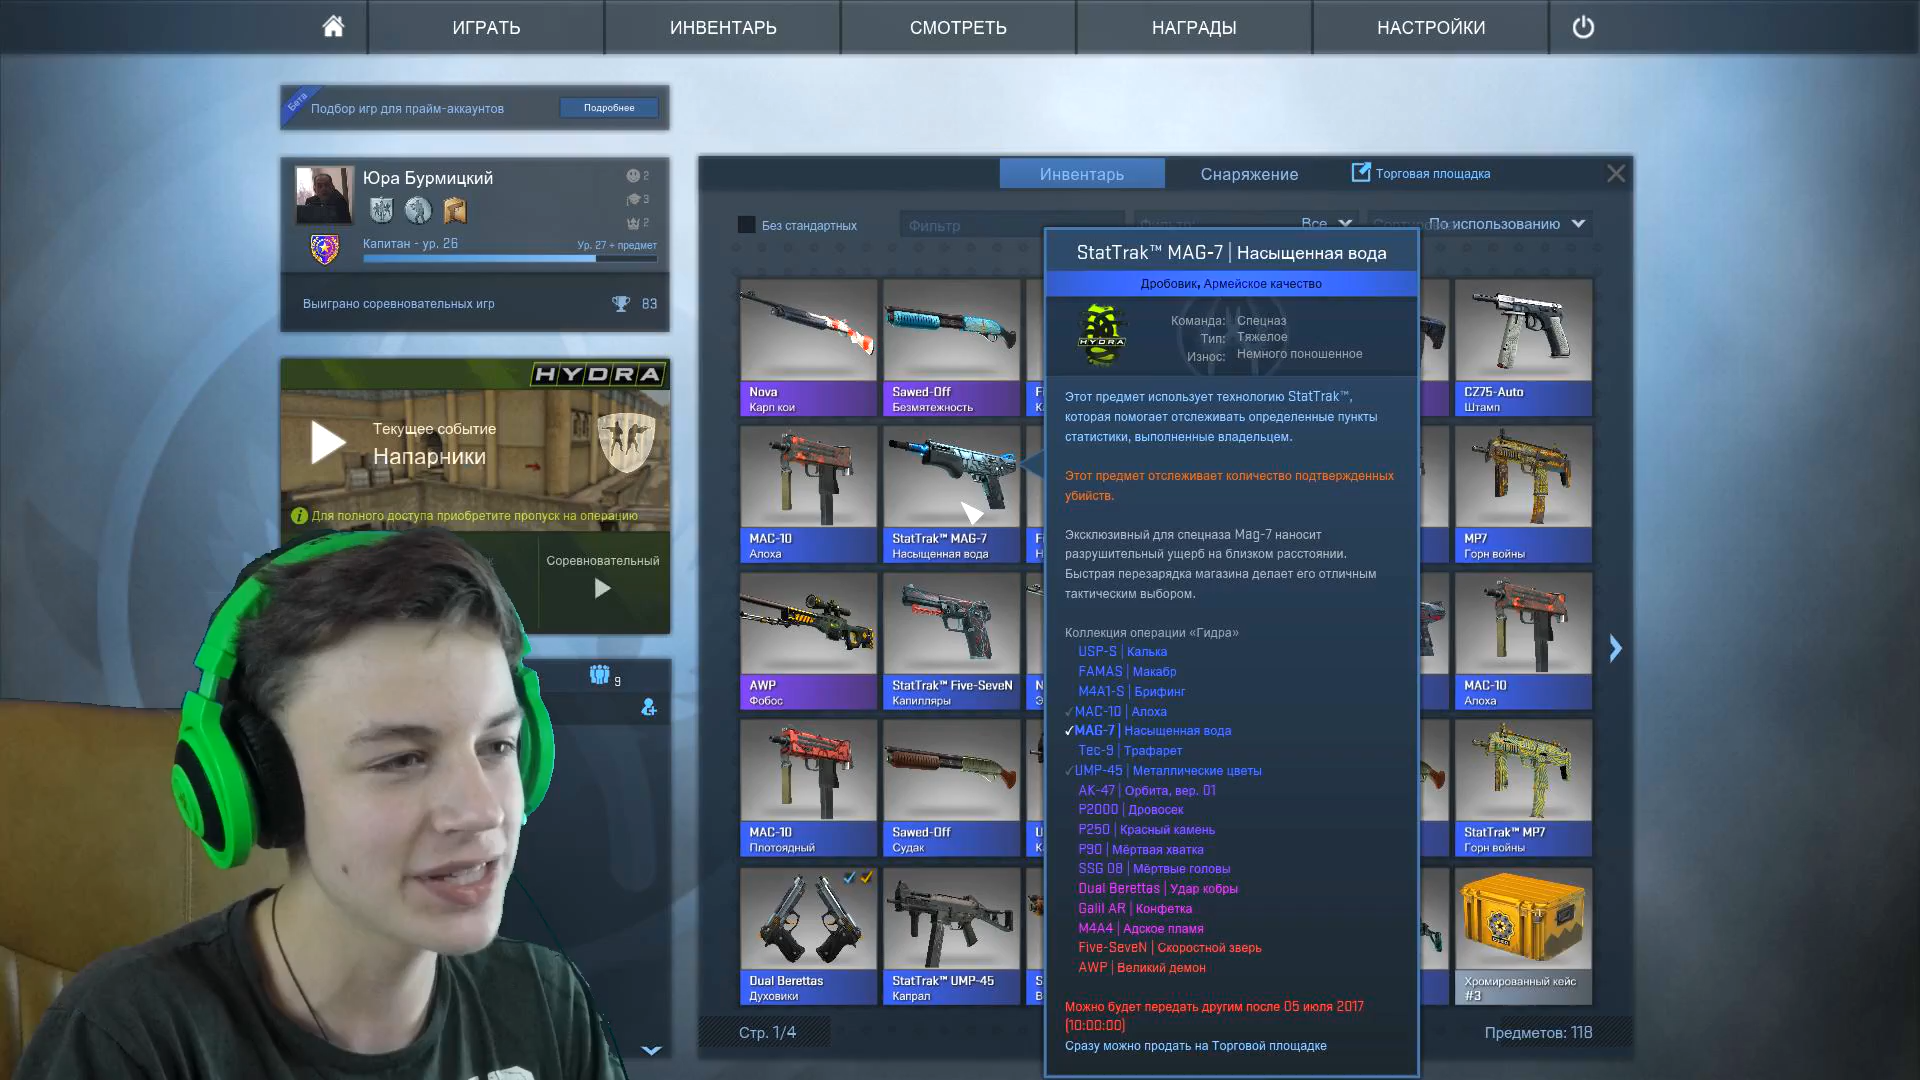 ИГРАТЬ
ИНВЕНТАРЬ
СМОТРЕТЬ
НАГРАДЫ
НАСТРОЙКИ
Бета
Подбор игр для прайм-аккаунтов
Подробнее
Юра Бурмицкий
2
3
2
Капитан - ур. 26
Ур. 27 + предмет
Выиграно соревновательных игр
83
HYDRA
Текущее событие
Напарники
Для полного доступа приобретите пропуск на операцию
Соревновательный
9
Инвентарь
Снаряжение
Торговая площадка
Без стандартных
Фильтр
Фильтр:
Все
По использованию
Nova
Карп кои
Sawed-Off
Безмятежность
CZ75-Auto
Штамп
MAC-10
Алоха
StatTrak™ MAG-7
Насыщенная вода
MP7
Горн войны
AWP
Фобос
StatTrak™ Five-SeveN
Капилляры
MAC-10
Алоха
MAC-10
Плотоядный
Sawed-Off
Судак
StatTrak™ MP7
Горн войны
Dual Berettas
Духовики
StatTrak™ UMP-45
Капрал
Хромированный кейс
#3
Стр. 1/4
Предметов: 118
StatTrak™ MAG-7 | Насыщенная вода
Дробовик, Армейское качество
HYDRA
Команда: Спецназ
Тип: Тяжелое
Износ: Немного поношенное
Этот предмет использует технологию StatTrak™,
которая помогает отслеживать определенные пункты
статистики, выполненные владельцем.
Этот предмет отслеживает количество подтвержденных
убийств.
Эксклюзивный для спецназа Mag-7 наносит
разрушительный ущерб на близком расстоянии.
Быстрая перезарядка магазина делает его отличным
тактическим выбором.
Коллекция операции «Гидра»
USP-S | Калька
FAMAS | Макабр
M4A1-S | Брифинг
✓MAC-10 | Алоха
✓MAG-7 | Насыщенная вода
Tec-9 | Трафарет
✓UMP-45 | Металлические цветы
AK-47 | Орбита, вер. 01
P2000 | Дровосек
P250 | Красный камень
P90 | Мёртвая хватка
SSG 08 | Мёртвые головы
Dual Berettas | Удар кобры
Galil AR | Конфетка
M4A4 | Адское пламя
Five-SeveN | Скоростной зверь
AWP | Великий демон
Можно будет передать другим после 05 июля 2017
(10:00:00)
Сразу можно продать на Торговой площадке